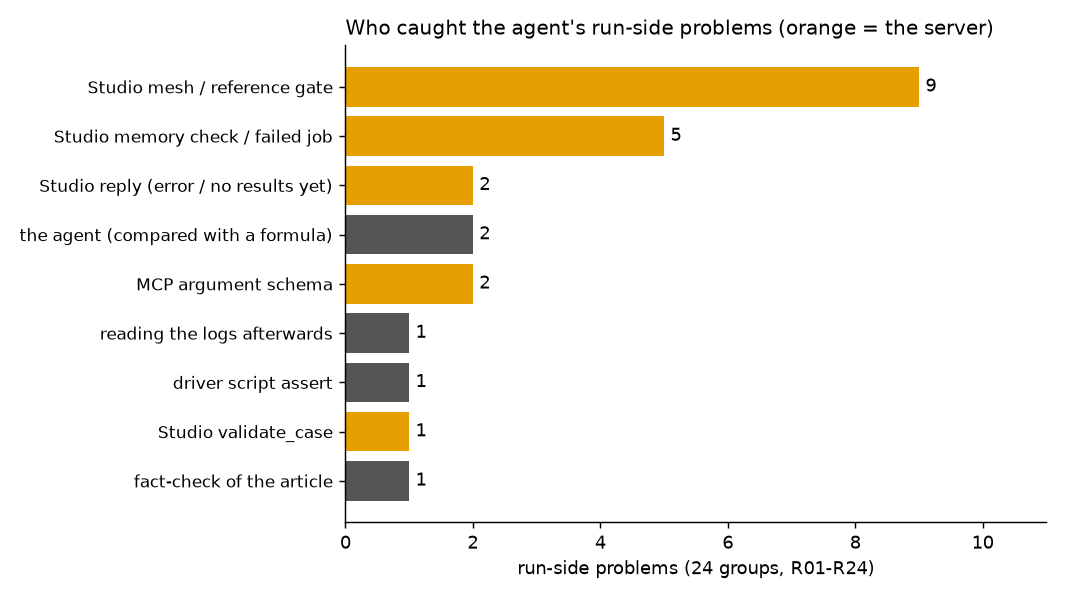 Who caught the agent's run-side problems (orange = the server)
Studio mesh / reference gate 9
Studio memory check / failed job 5
Studio reply (error / no results yet) 2
the agent (compared with a formula) 2
MCP argument schema 2
reading the logs afterwards 1
driver script assert 1
Studio validate_case 1
fact-check of the article 1
0 2 4 6 8 10
run-side problems (24 groups, R01-R24)